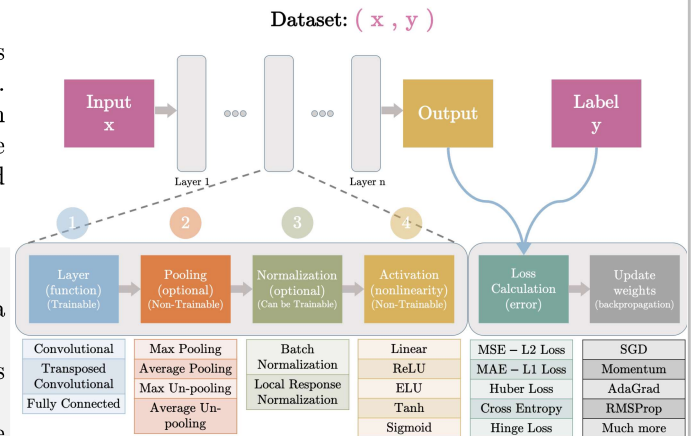 Dataset: ( x , y )
s
.
n
e
d
a
s
e
Input
x
Output
Label
y
Layer 1
Layer n
1
2
3
4
Layer
(function)
(Trainable)
Pooling
(optional)
(Non-Trainable)
Normalization
(optional)
(Can be Trainable)
Activation
(nonlinearity)
(Non-Trainable)
Loss
Calculation
(error)
Update
weights
(backpropagation)
Convolutional
Transposed
Convolutional
Fully Connected
Max Pooling
Average Pooling
Max Un-pooling
Average Un-
pooling
Batch
Normalization
Local Response
Normalization
Linear
ReLU
ELU
Tanh
Sigmoid
MSE – L2 Loss
MAE – L1 Loss
Huber Loss
Cross Entropy
Hinge Loss
SGD
Momentum
AdaGrad
RMSProp
Much more